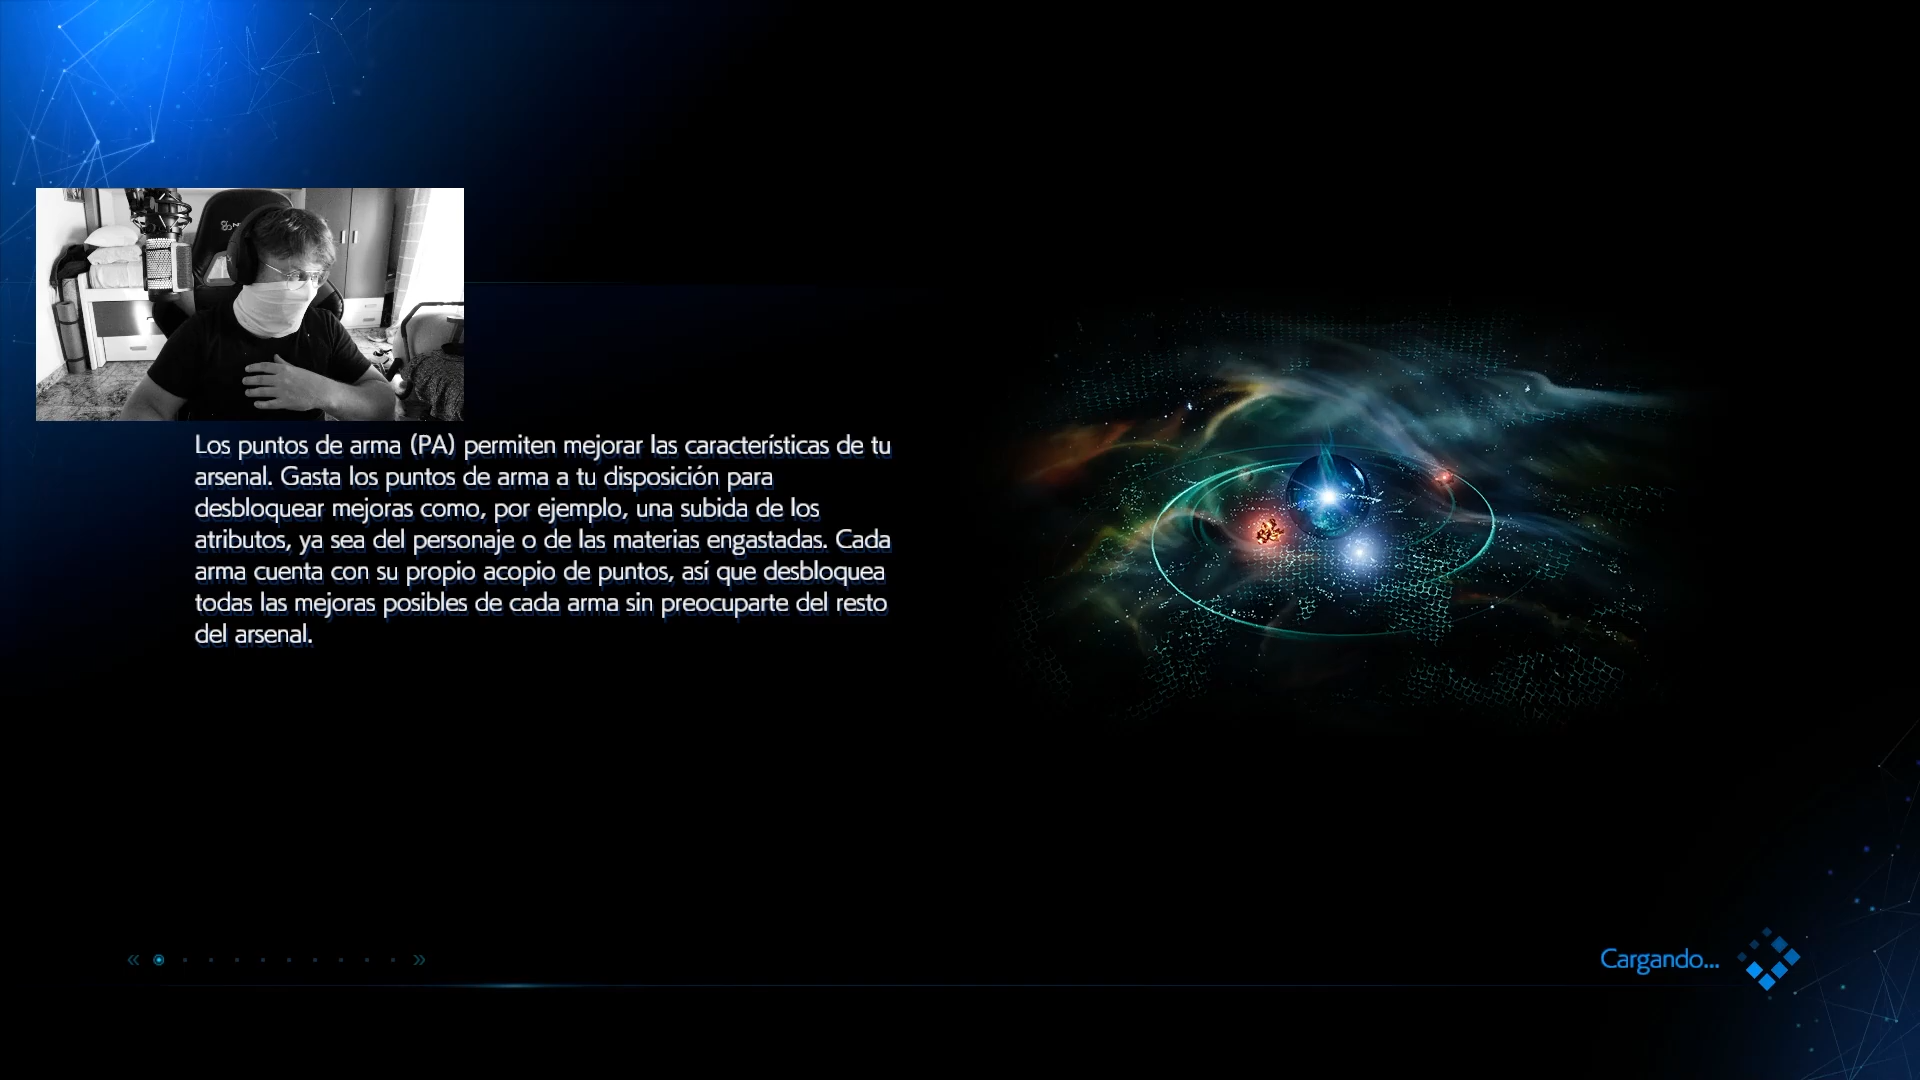 Los puntos de arma (PA) permiten mejorar las características de tu
arsenal. Gasta los puntos de arma a tu disposición para
desbloquear mejoras como, por ejemplo, una subida de los
atributos, ya sea del personaje o de las materias engastadas. Cada
arma cuenta con su propio acopio de puntos, así que desbloquea
todas las mejoras posibles de cada arma sin preocuparte del resto
del arsenal.
Cargando...